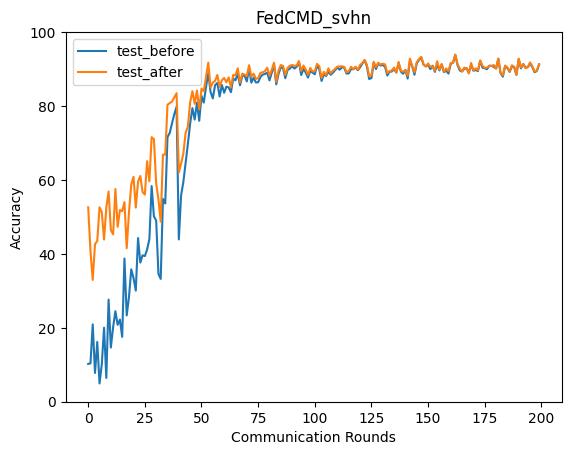 FedCMD_svhn
test_before
test_after
Accuracy
100
80
60
40
20
0
0 25 50 75 100 125 150 175 200
Communication Rounds